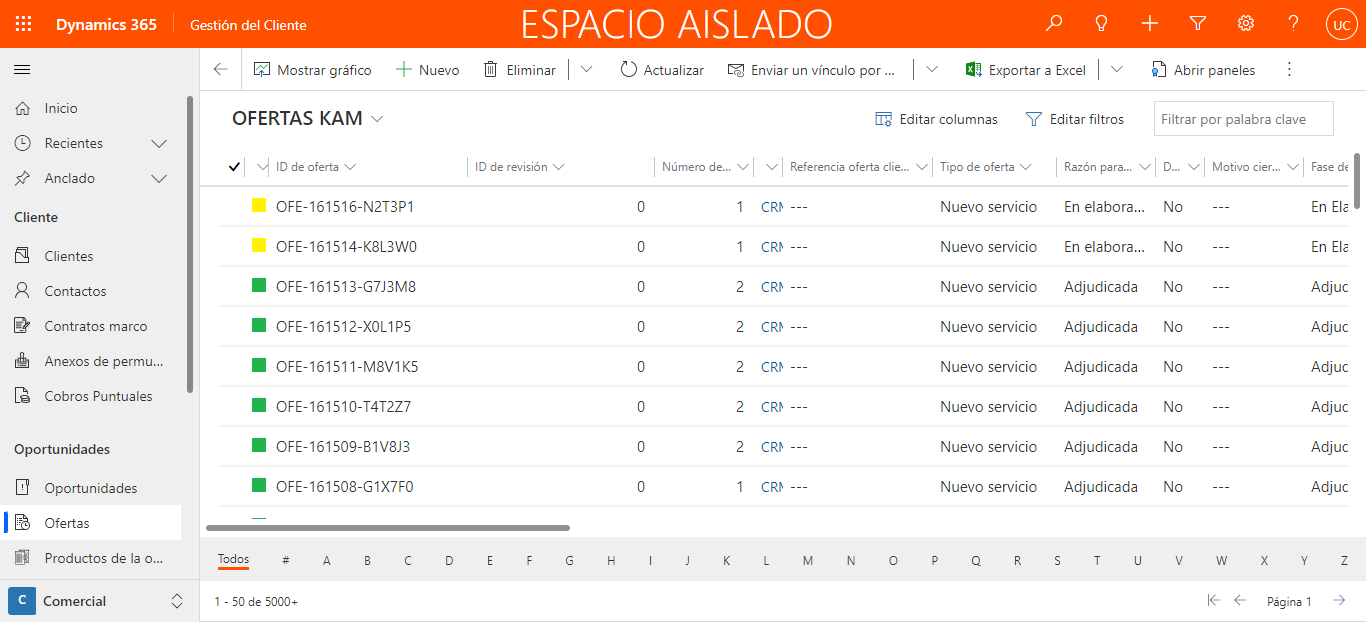 Dynamics 365
Gestión del Cliente
ESPACIO AISLADO
UC
Mostrar gráfico
Nuevo
Eliminar
Actualizar
Enviar un vínculo por ...
Exportar a Excel
Abrir paneles
Inicio
Recientes
Anclado
Cliente
Clientes
Contactos
Contratos marco
Anexos de permu...
Cobros Puntuales
Oportunidades
Oportunidades
Ofertas
Productos de la o...
C Comercial
OFERTAS KAM
Editar columnas
Editar filtros
Filtrar por palabra clave
ID de oferta ID de revisión Número de... Referencia oferta clie... Tipo de oferta Razón para... D... Motivo cier... Fase de
OFE-161516-N2T3P1 0 1 CRM --- Nuevo servicio En elabora... No --- En Ela
OFE-161514-K8L3W0 0 1 CRM --- Nuevo servicio En elabora... No --- En Ela
OFE-161513-G7J3M8 0 2 CRM --- Nuevo servicio Adjudicada No --- Adjuc
OFE-161512-X0L1P5 0 2 CRM --- Nuevo servicio Adjudicada No --- Adjuc
OFE-161511-M8V1K5 0 2 CRM --- Nuevo servicio Adjudicada No --- Adjuc
OFE-161510-T4T2Z7 0 2 CRM --- Nuevo servicio Adjudicada No --- Adjuc
OFE-161509-B1V8J3 0 2 CRM --- Nuevo servicio Adjudicada No --- Adjuc
OFE-161508-G1X7F0 0 1 CRM --- Nuevo servicio Adjudicada No --- Adjuc
Todos # A B C D E F G H I J K L M N O P Q R S T U V W X Y Z
1 - 50 de 5000+
Página 1